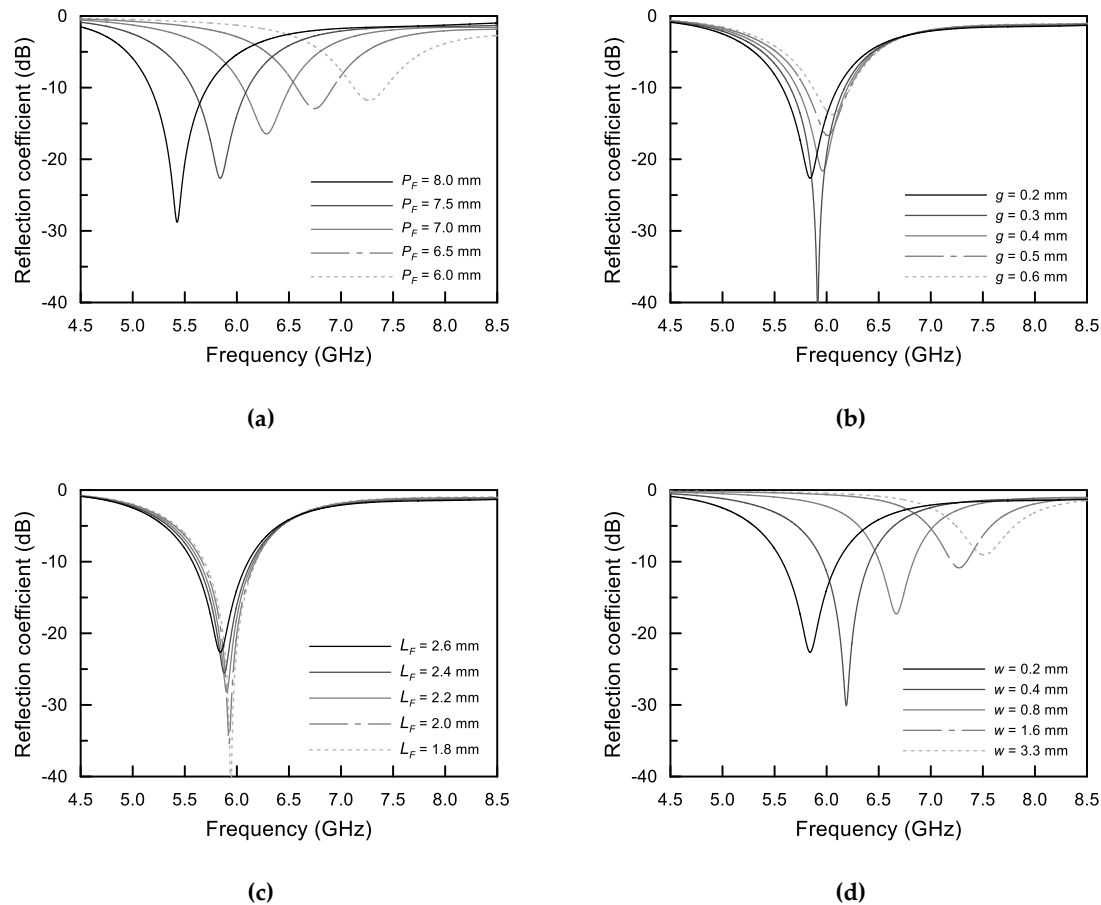 Reflection coefficient (dB)
0
-10
-20
-30
-40
P_F = 8.0 mm
P_F = 7.5 mm
P_F = 7.0 mm
P_F = 6.5 mm
P_F = 6.0 mm
4.5 5.0 5.5 6.0 6.5 7.0 7.5 8.0 8.5
Frequency (GHz)
(a)
Reflection coefficient (dB)
0
-10
-20
-30
-40
g = 0.2 mm
g = 0.3 mm
g = 0.4 mm
g = 0.5 mm
g = 0.6 mm
4.5 5.0 5.5 6.0 6.5 7.0 7.5 8.0 8.5
Frequency (GHz)
(b)
Reflection coefficient (dB)
0
-10
-20
-30
-40
L_F = 2.6 mm
L_F = 2.4 mm
L_F = 2.2 mm
L_F = 2.0 mm
L_F = 1.8 mm
4.5 5.0 5.5 6.0 6.5 7.0 7.5 8.0 8.5
Frequency (GHz)
(c)
Reflection coefficient (dB)
0
-10
-20
-30
-40
w = 0.2 mm
w = 0.4 mm
w = 0.8 mm
w = 1.6 mm
w = 3.3 mm
4.5 5.0 5.5 6.0 6.5 7.0 7.5 8.0 8.5
Frequency (GHz)
(d)